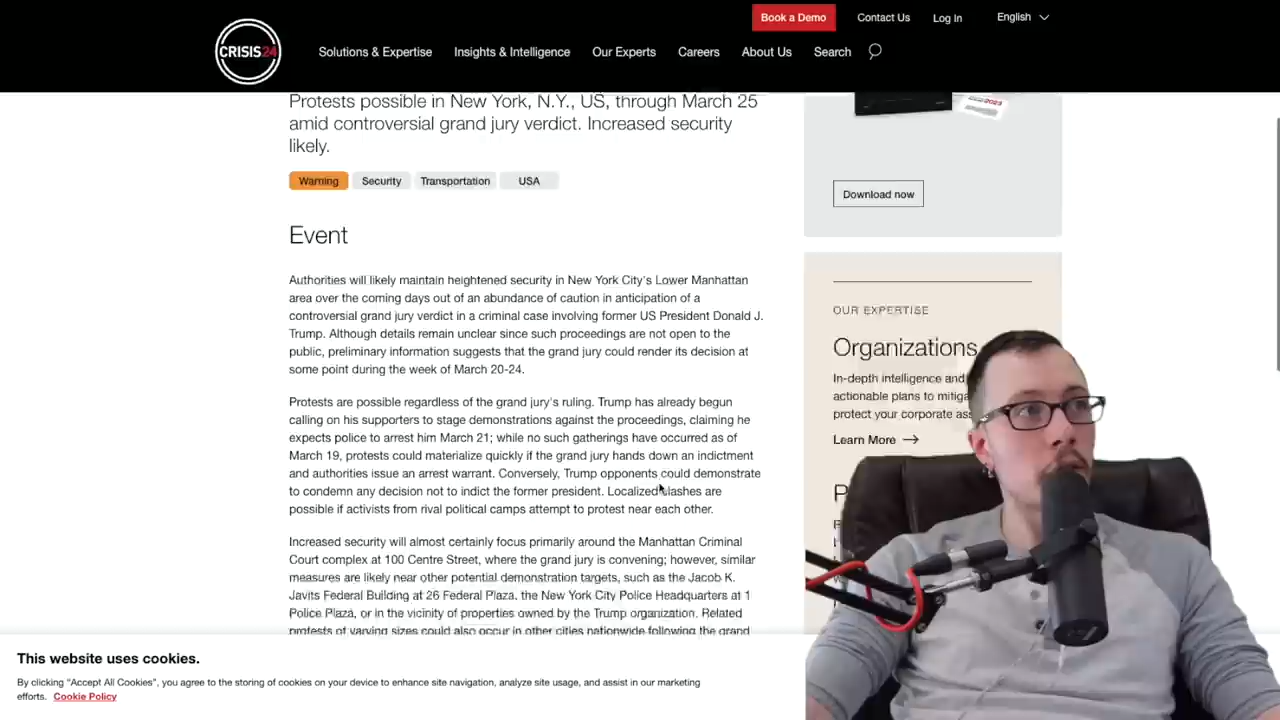 Book a Demo
Contact Us
Log In
English
CRISIS24
Solutions & Expertise
Insights & Intelligence
Our Experts
Careers
About Us
Search
Protests possible in New York, N.Y., US, through March 25
amid controversial grand jury verdict. Increased security
likely.
Warning
Security
Transportation
USA
Event
Authorities will likely maintain heightened security in New York City's Lower Manhattan
area over the coming days out of an abundance of caution in anticipation of a
controversial grand jury verdict in a criminal case involving former US President Donald J.
Trump. Although details remain unclear since such proceedings are not open to the
public, preliminary information suggests that the grand jury could render its decision at
some point during the week of March 20-24.
Protests are possible regardless of the grand jury's ruling. Trump has already begun
calling on his supporters to stage demonstrations against the proceedings, claiming he
expects police to arrest him March 21; while no such gatherings have occurred as of
March 19, protests could materialize quickly if the grand jury hands down an indictment
and authorities issue an arrest warrant. Conversely, Trump opponents could demonstrate
to condemn any decision not to indict the former president. Localized clashes are
possible if activists from rival political camps attempt to protest near each other.
Increased security will almost certainly focus primarily around the Manhattan Criminal
Court complex at 100 Centre Street, where the grand jury is convening; however, similar
measures are likely near other potential demonstration targets, such as the Jacob K.
Javits Federal Building at 26 Federal Plaza, the New York City Police Headquarters at 1
Police Plaza, or in the vicinity of properties owned by the Trump organization. Related
protests of varying sizes could also occur in other cities nationwide following the grand
Download now
OUR EXPERTISE
Organizations
In-depth intelligence and
actionable plans to
protect your corporate
Learn More
This website uses cookies.
By clicking “Accept All Cookies”, you agree to the storing of cookies on your device to enhance site navigation, analyze site usage, and assist in our marketing
efforts. Cookie Policy